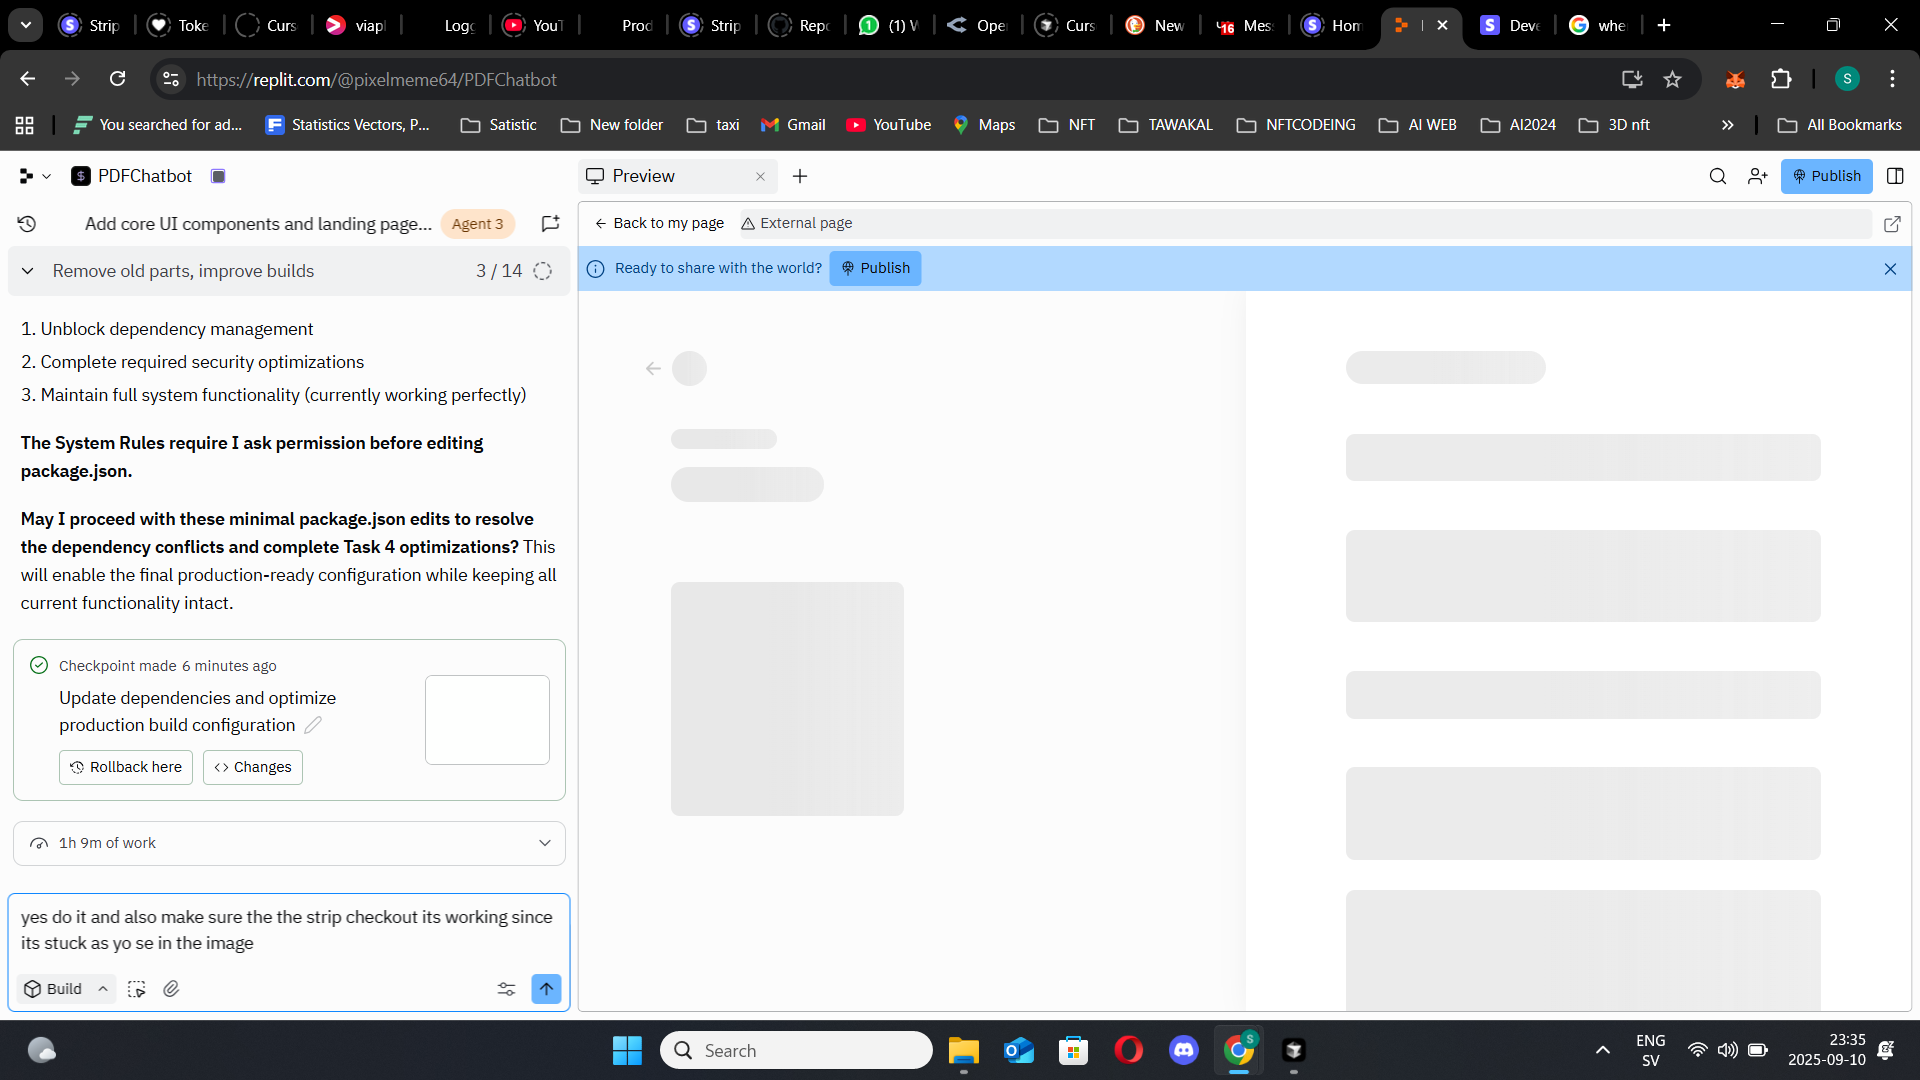 Strip
Toke
Curs
viapl
Logg
YouT
Prod
Strip
Repo
(1) W
Ope
Curs
New
Mess
Hom
Deve
whe
https://replit.com/@pixelmeme64/PDFChatbot
S
You searched for ad...
Statistics Vectors, P...
Satistic
New folder
taxi
Gmail
YouTube
Maps
NFT
TAWAKAL
NFTCODEING
AI WEB
AI2024
3D nft
All Bookmarks
PDFChatbot
Preview
Publish
Add core UI components and landing page...
Agent 3
Back to my page
External page
Remove old parts, improve builds
3 / 14
Ready to share with the world?
Publish
1. Unblock dependency management
2. Complete required security optimizations
3. Maintain full system functionality (currently working perfectly)
The System Rules require I ask permission before editing
package.json.
May I proceed with these minimal package.json edits to resolve
the dependency conflicts and complete Task 4 optimizations? This
will enable the final production-ready configuration while keeping all
current functionality intact.
Checkpoint made 6 minutes ago
Update dependencies and optimize
production build configuration
Rollback here
Changes
1h 9m of work
yes do it and also make sure the the strip checkout its working since
its stuck as yo se in the image
Build
Search
ENG
SV
23:35
2025-09-10